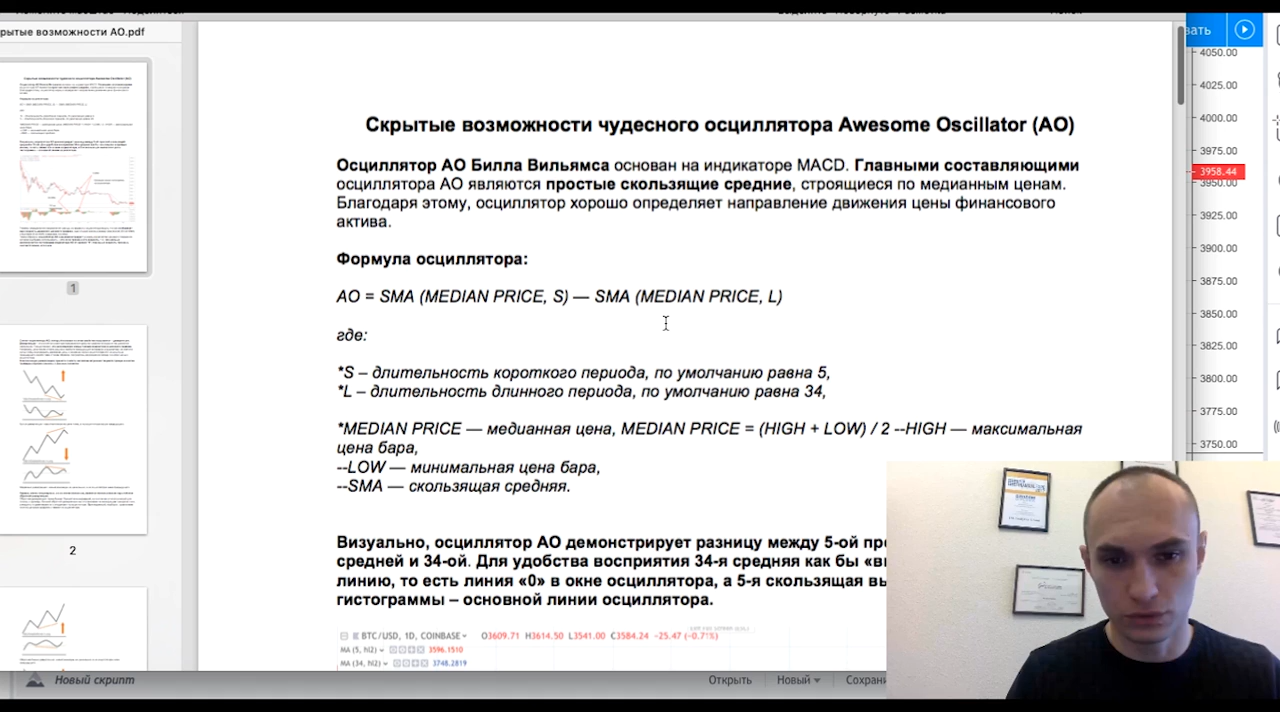 рытые возможности АО.pdf
1
2
Скрытые возможности чудесного осциллятора Awesome Oscillator (AO)
Осциллятор АО Билла Вильямса основан на индикаторе MACD. Главными составляющими
осциллятора АО являются простые скользящие средние, строящиеся по медианным ценам.
Благодаря этому, осциллятор хорошо определяет направление движения цены финансового
актива.
Формула осциллятора:
AO = SMA (MEDIAN PRICE, S) — SMA (MEDIAN PRICE, L)
где:
*S – длительность короткого периода, по умолчанию равна 5,
*L – длительность длинного периода, по умолчанию равна 34,
*MEDIAN PRICE — медианная цена, MEDIAN PRICE = (HIGH + LOW) / 2 --HIGH — максимальная
цена бара,
--LOW — минимальная цена бара,
--SMA — скользящая средняя.
Визуально, осциллятор АО демонстрирует разницу между 5-ой пр
средней и 34-ой. Для удобства восприятия 34-я средняя как бы «в
линию, то есть линия «0» в окне осциллятора, а 5-я скользящая вы
гистограммы – основной линии осциллятора.
BTC/USD, 1D, COINBASE O3609.71 H3614.50 L3541.00 C3584.24 −25.47 (−0.71%)
MA (5, hl2) 3596.1510
MA (34, hl2) 3748.2819
Новый скрипт
Открыть
Новый
Сохрани
вать
4050.00
4025.00
4000.00
3975.00
3958.44
3950.00
3925.00
3900.00
3875.00
3850.00
3825.00
3800.00
3775.00
3750.00